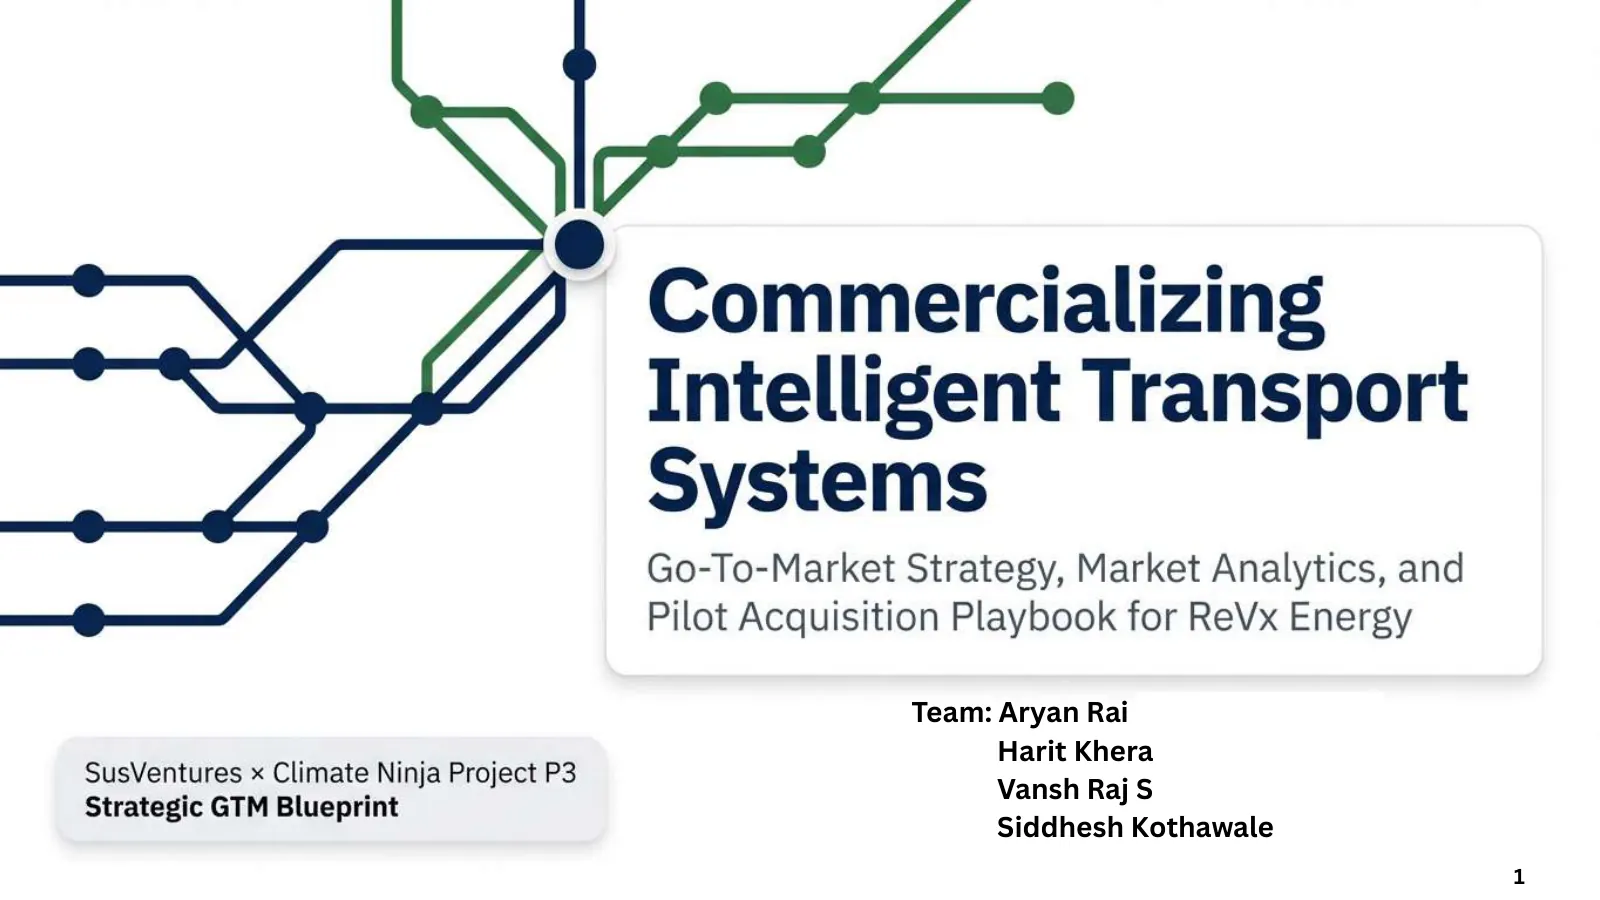 Commercializing
Intelligent Transport
Systems
Go-To-Market Strategy, Market Analytics, and
Pilot Acquisition Playbook for ReVx Energy
Team: Aryan Rai
Harit Khera
Vansh Raj S
Siddhesh Kothawale
SusVentures × Climate Ninja Project P3
Strategic GTM Blueprint
1